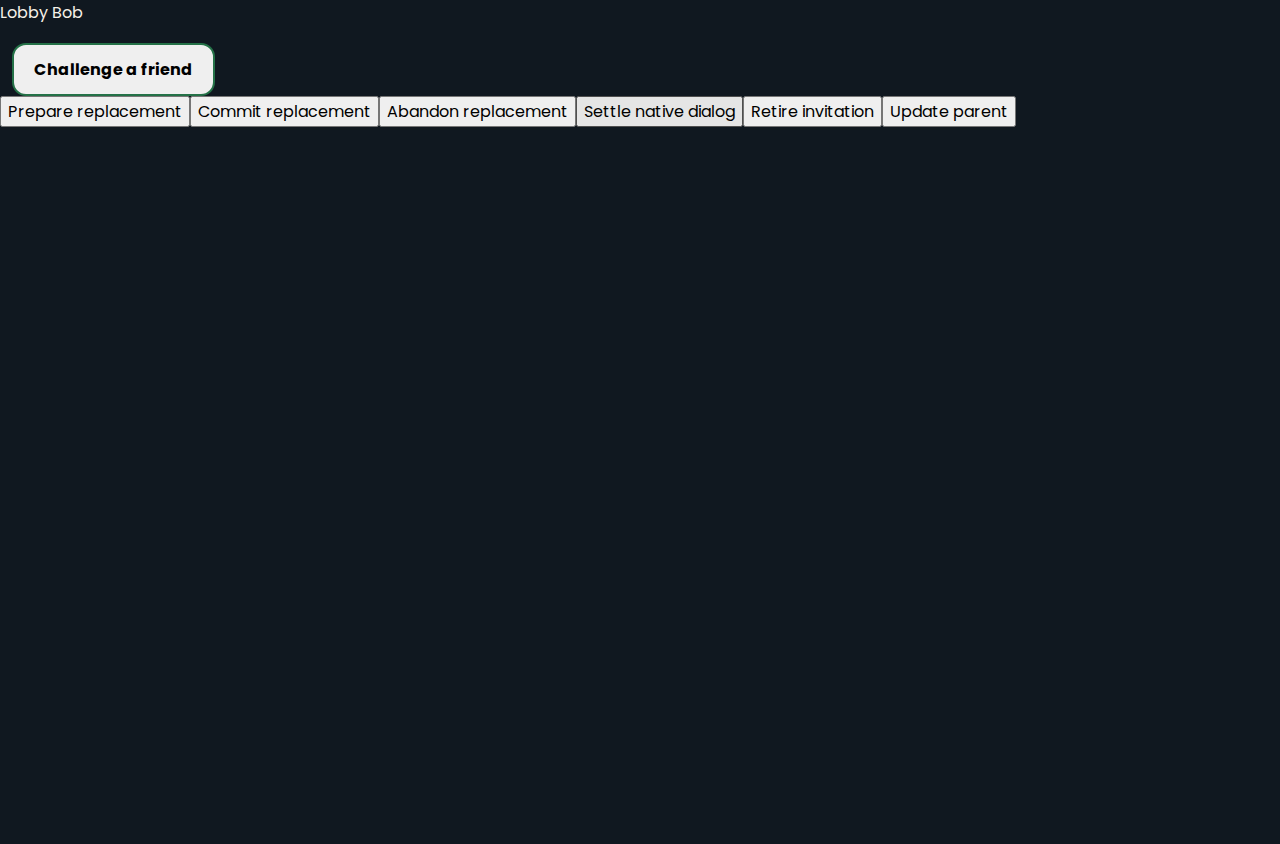 Lobby Bob
Challenge a friend
Prepare replacement Commit replacement Abandon replacement Settle native dialog Retire invitation Update parent